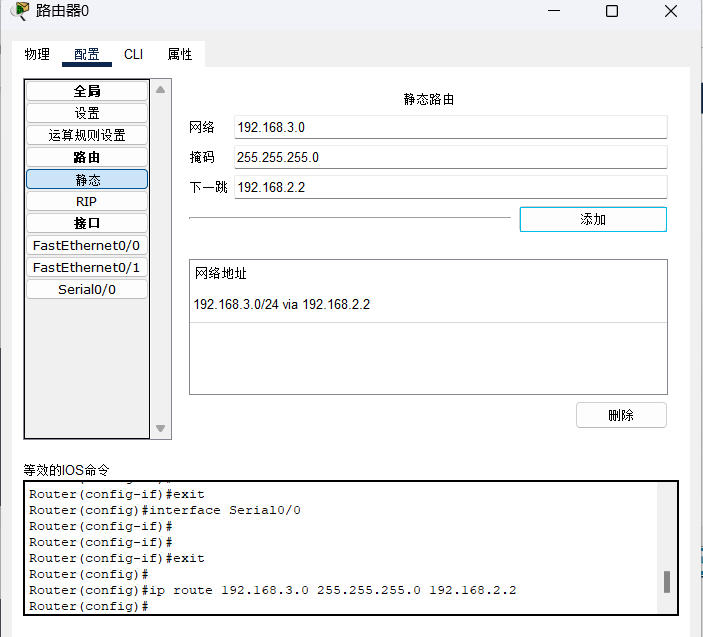 路由器0
物理 配置 CLI 属性
全局
设置
运算规则设置
路由
静态
RIP
接口
FastEthernet0/0
FastEthernet0/1
Serial0/0
静态路由
网络 192.168.3.0
掩码 255.255.255.0
下一跳 192.168.2.2
添加
网络地址
192.168.3.0/24 via 192.168.2.2
删除
等效的IOS命令
Router(config-if)#exit
Router(config)#interface Serial0/0
Router(config-if)#
Router(config-if)#
Router(config-if)#exit
Router(config)#
Router(config)#ip route 192.168.3.0 255.255.255.0 192.168.2.2
Router(config)#